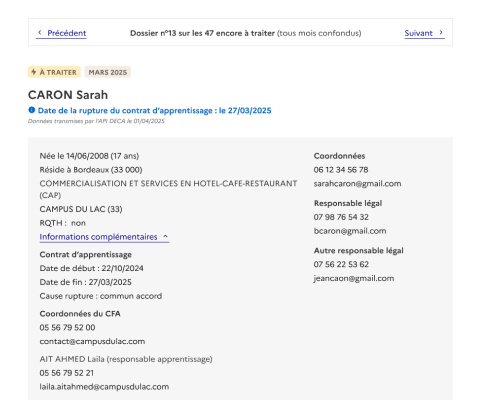 Précédent
Dossier n°13 sur les 47 encore à traiter (tous mois confondus)
Suivant
À TRAITER
MARS 2025
CARON Sarah
Date de la rupture du contrat d'apprentissage : le 27/03/2025
Données transmises par l'API DECA le 01/04/2025
Née le 14/06/2008 (17 ans)
Réside à Bordeaux (33 000)
COMMERCIALISATION ET SERVICES EN HOTEL-CAFE-RESTAURANT
(CAP)
CAMPUS DU LAC (33)
RQTH : non
Informations complémentaires
Contrat d'apprentissage
Date de début : 22/10/2024
Date de fin : 27/03/2025
Cause rupture : commun accord
Coordonnées du CFA
05 56 79 52 00
contact@campusdulac.com
AIT AHMED Laila (responsable apprentissage)
05 56 79 52 21
laila.aitahmed@campusdulac.com
Coordonnées
06 12 34 56 78
sarahcaron@gmail.com
Responsable légal
07 98 76 54 32
bcaron@gmail.com
Autre responsable légal
07 56 22 53 62
jeancaon@gmail.com